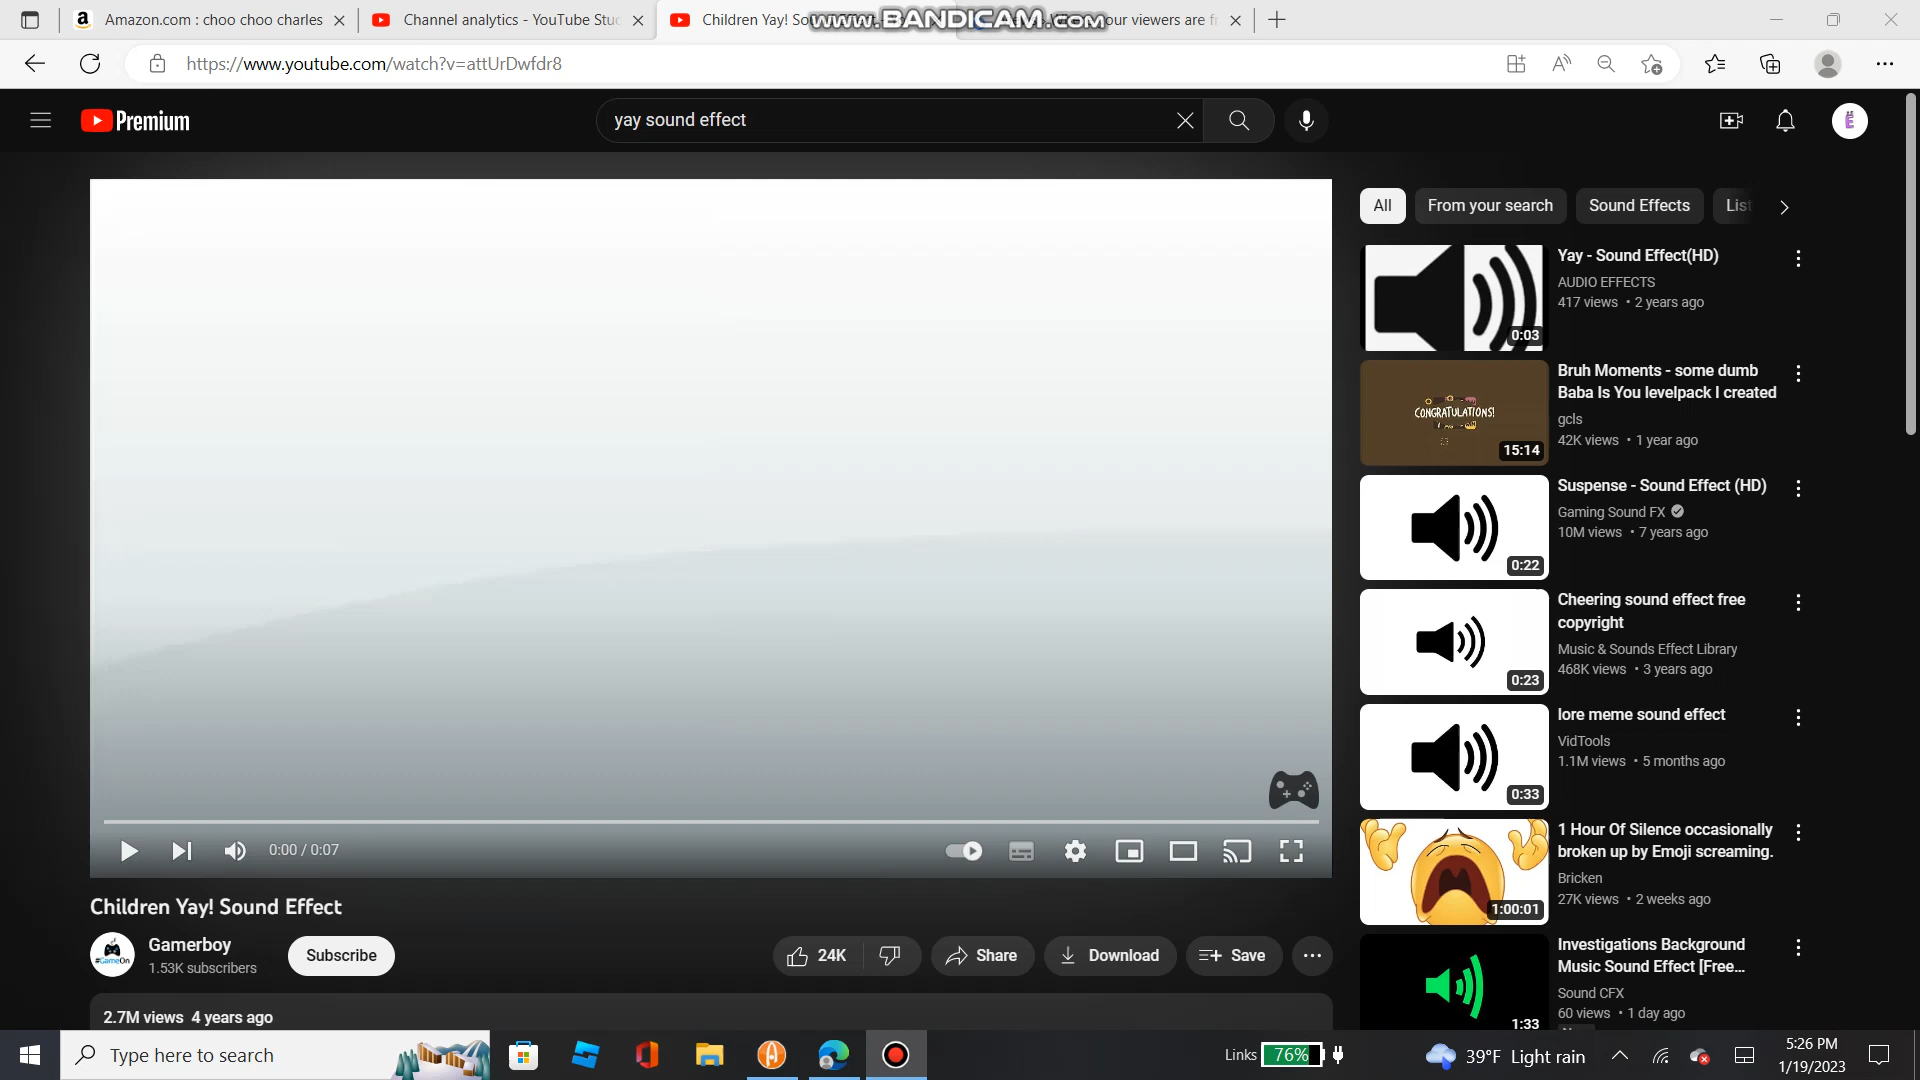 Amazon.com : choo choo charles
Channel analytics - YouTube Stu
Children Yay! So
www.BANDICAM.com
our viewers are fr
https://www.youtube.com/watch?v=attUrDwfdr8
Premium
yay sound effect
Ë
All
From your search
Sound Effects
List
Yay - Sound Effect(HD)
AUDIO EFFECTS
417 views • 2 years ago
0:03
Bruh Moments - some dumb
Baba Is You levelpack I created
gcls
42K views • 1 year ago
CONGRATULATIONS!
15:14
Suspense - Sound Effect (HD)
Gaming Sound FX
10M views • 7 years ago
0:22
Cheering sound effect free
copyright
Music & Sounds Effect Library
468K views • 3 years ago
0:23
lore meme sound effect
VidTools
1.1M views • 5 months ago
0:33
1 Hour Of Silence occasionally
broken up by Emoji screaming.
Bricken
27K views • 2 weeks ago
1:00:01
Investigations Background
Music Sound Effect [Free...
Sound CFX
60 views • 1 day ago
1:33
0:00 / 0:07
Children Yay! Sound Effect
#GameOn
Gamerboy
1.53K subscribers
Subscribe
24K
Share
Download
Save
2.7M views 4 years ago
Type here to search
Links
76%
39°F Light rain
5:26 PM
1/19/2023